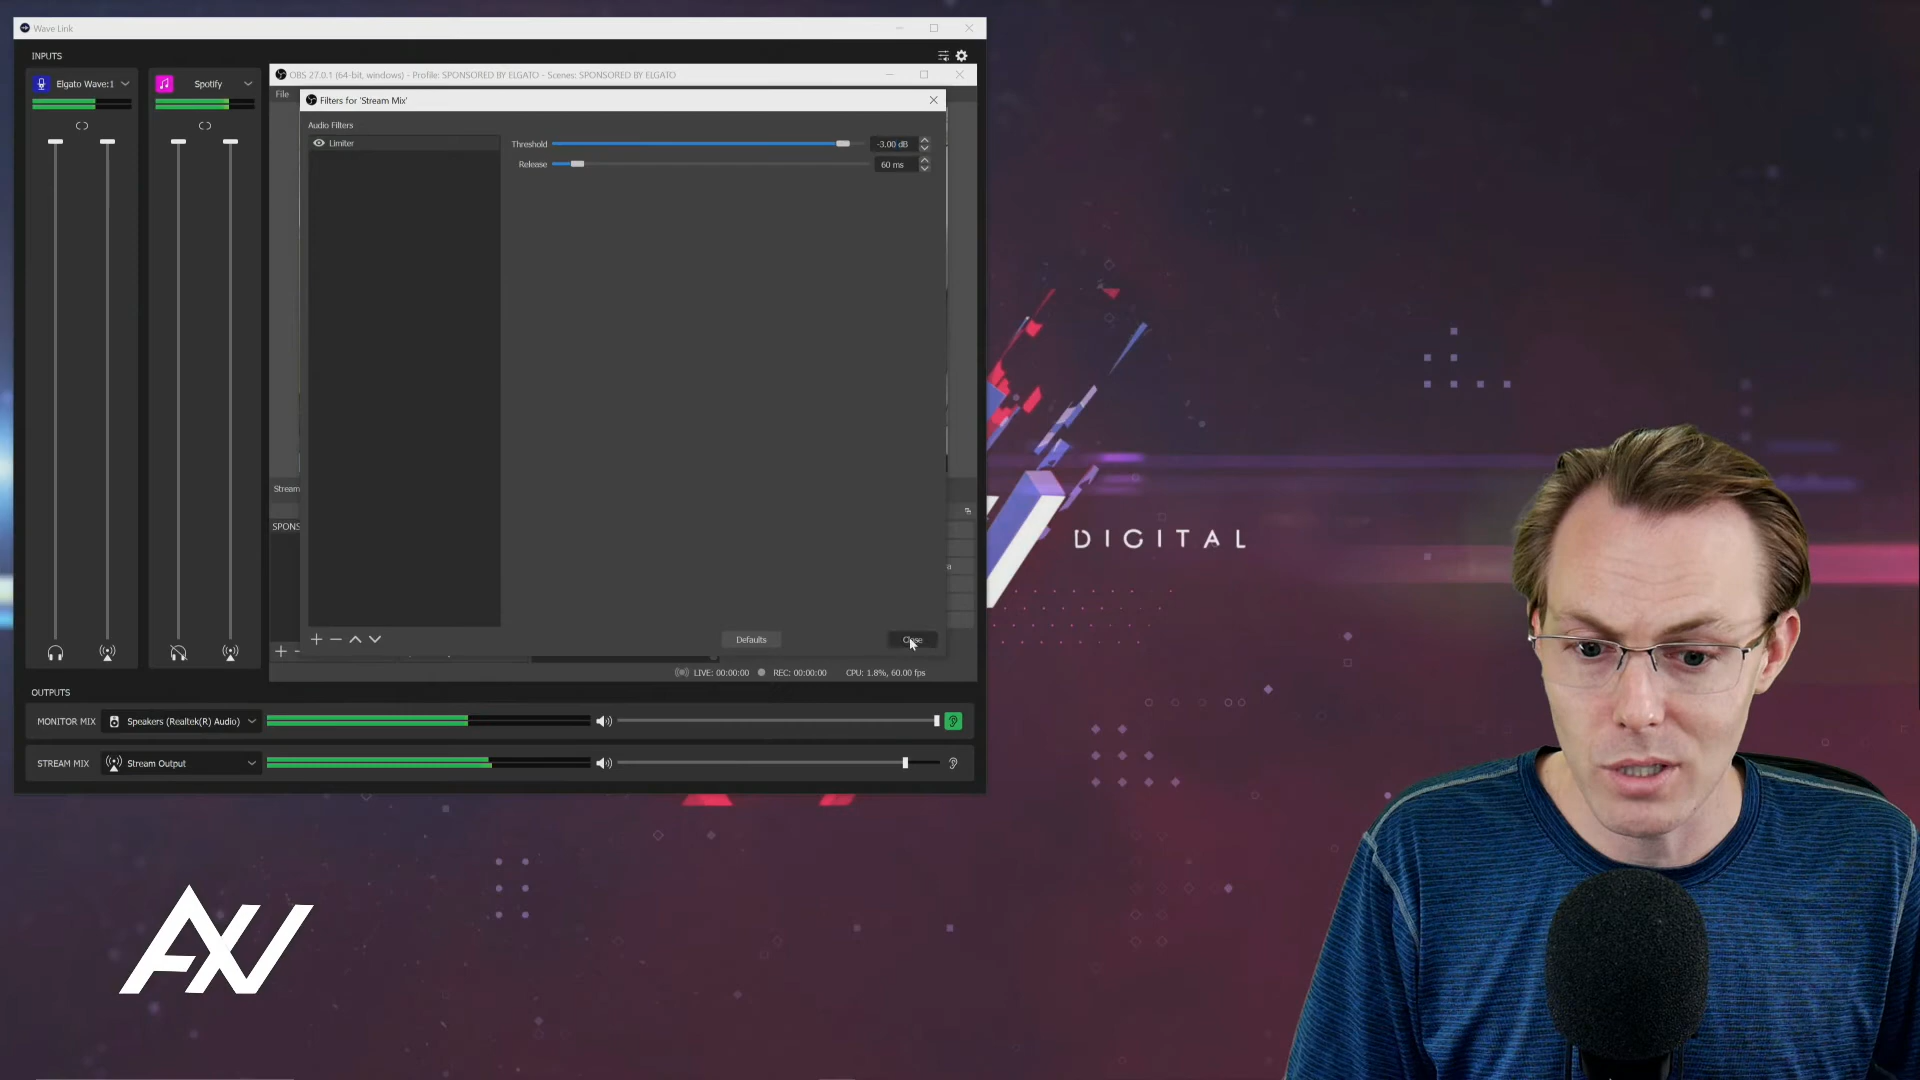 Wave Link
INPUTS
Elgato Wave:1
Spotify
OBS 27.0.1 (64-bit, windows) - Profile: SPONSORED BY ELGATO - Scenes: SPONSORED BY ELGATO
File
Filters for 'Stream Mix'
Audio Filters
Limiter
Threshold
-3.00 dB
Release
60 ms
Stream
SPONS
a
Defaults
Close
LIVE: 00:00:00
REC: 00:00:00
CPU: 1.8%, 60.00 fps
OUTPUTS
MONITOR MIX
Speakers (Realtek(R) Audio)
STREAM MIX
Stream Output
DIGITAL